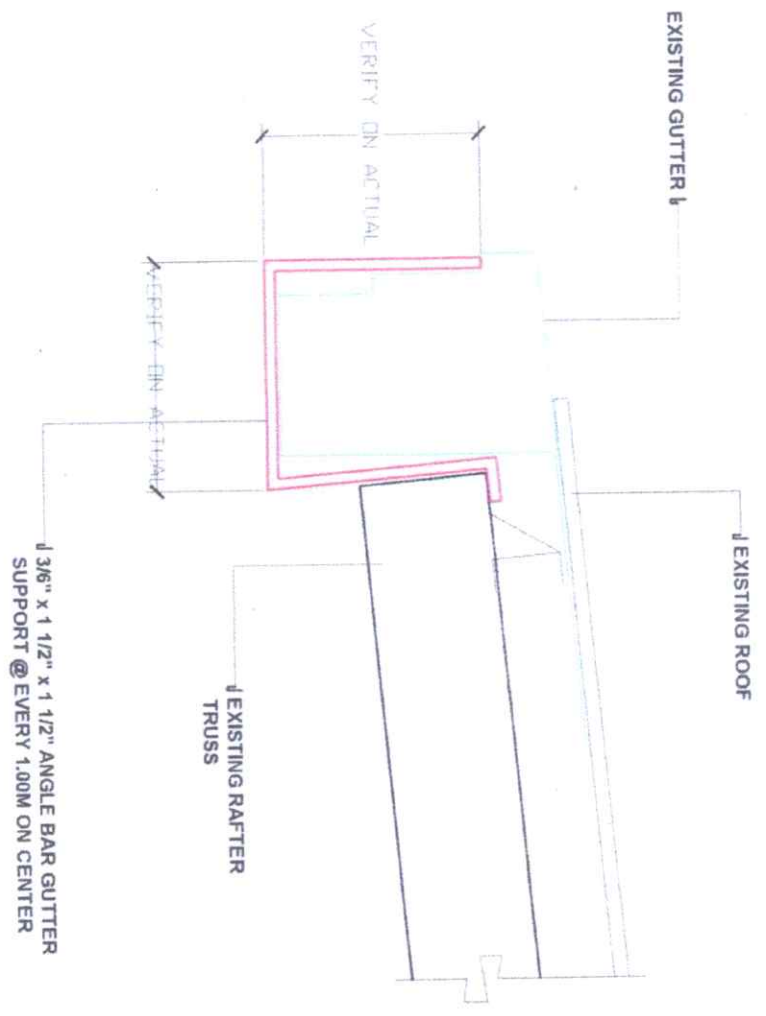 EXISTING GUTTER
VERIFY ON ACTUAL
VERIFY ON ACTUAL
EXISTING ROOF
EXISTING RAFTER
TRUSS
3/6" x 1 1/2" x 1 1/2" ANGLE BAR GUTTER
SUPPORT @ EVERY 1.00M ON CENTER